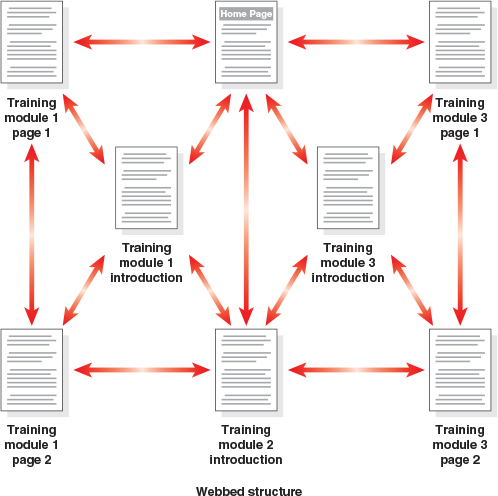 Home Page
Training
module 1
page 1
Training
module 3
page 1
Training
module 1
introduction
Training
module 3
introduction
Training
module 1
page 2
Training
module 2
introduction
Training
module 3
page 2
Webbed structure